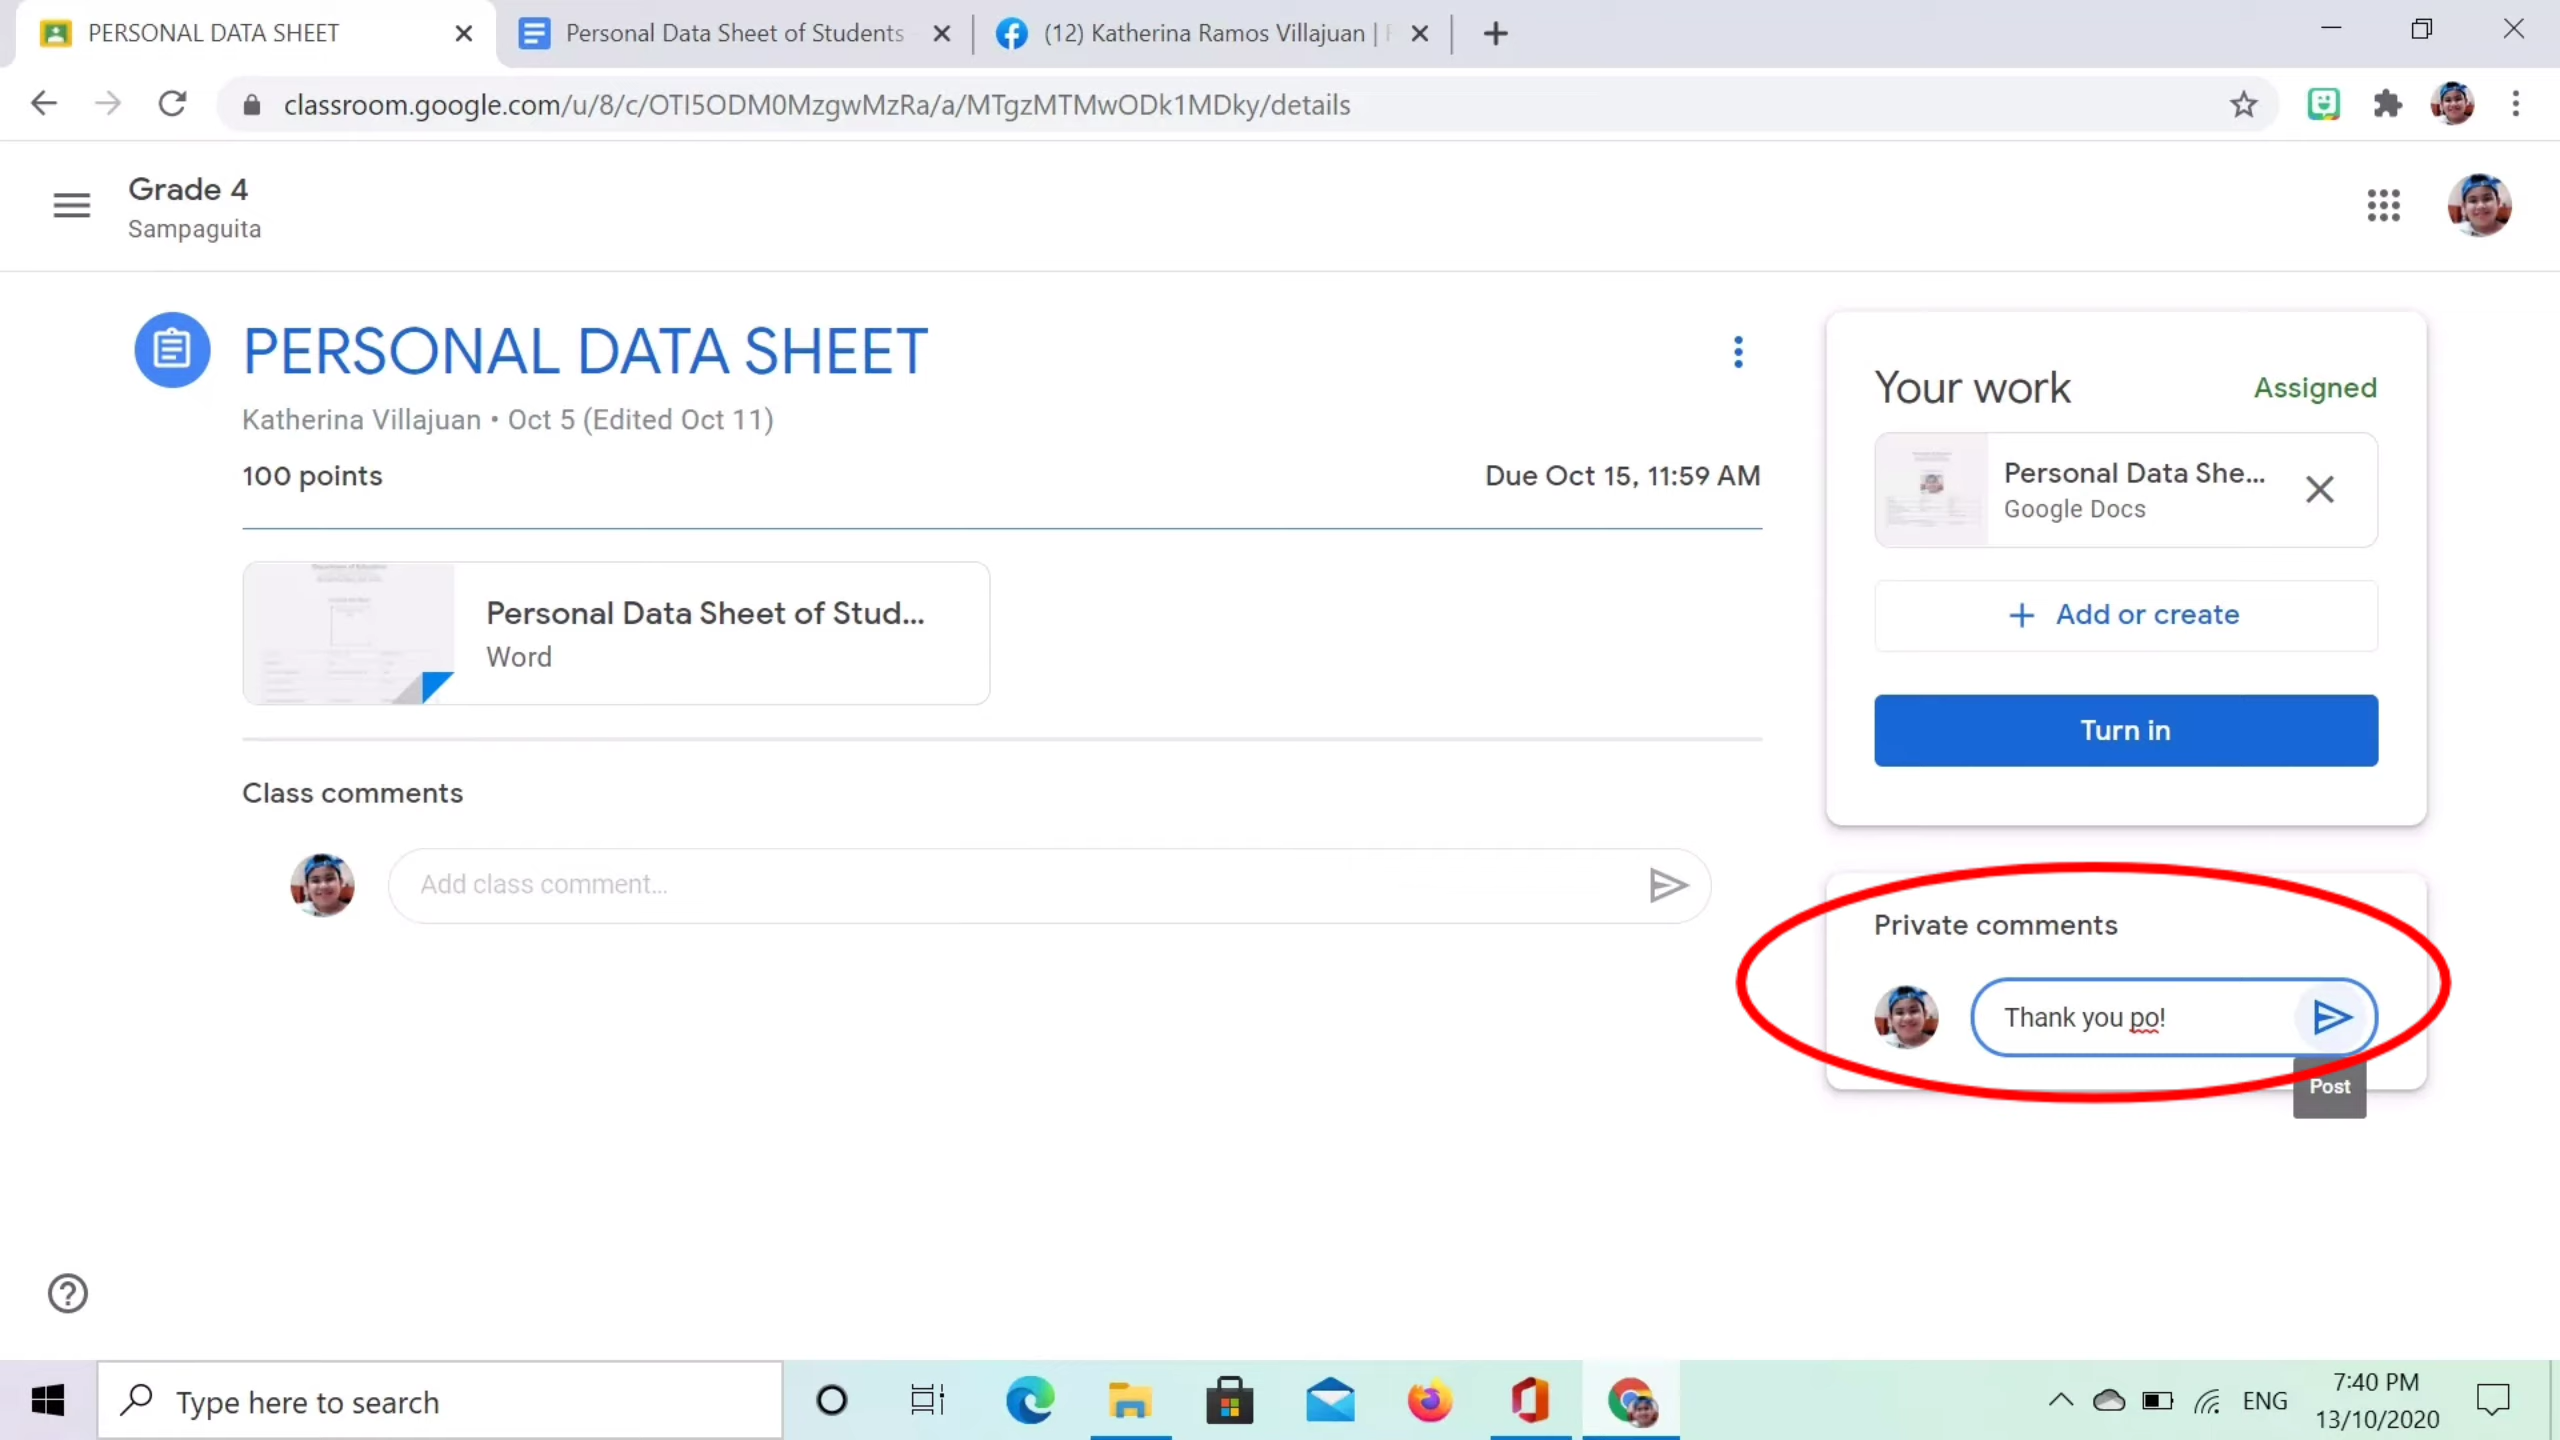 PERSONAL DATA SHEET
Personal Data Sheet of Students
(12) Katherina Ramos Villajuan |
classroom.google.com/u/8/c/OTI5ODM0MzgwMzRa/a/MTgzMTMwODk1MDky/details
Grade 4
Sampaguita
PERSONAL DATA SHEET
Katherina Villajuan • Oct 5 (Edited Oct 11)
100 points
Due Oct 15, 11:59 AM
Personal Data Sheet of Stud...
Word
Class comments
Add class comment...
Your work
Assigned
Personal Data She...
Google Docs
+ Add or create
Turn in
Private comments
Thank you po!
Post
Type here to search
ENG
7:40 PM
13/10/2020